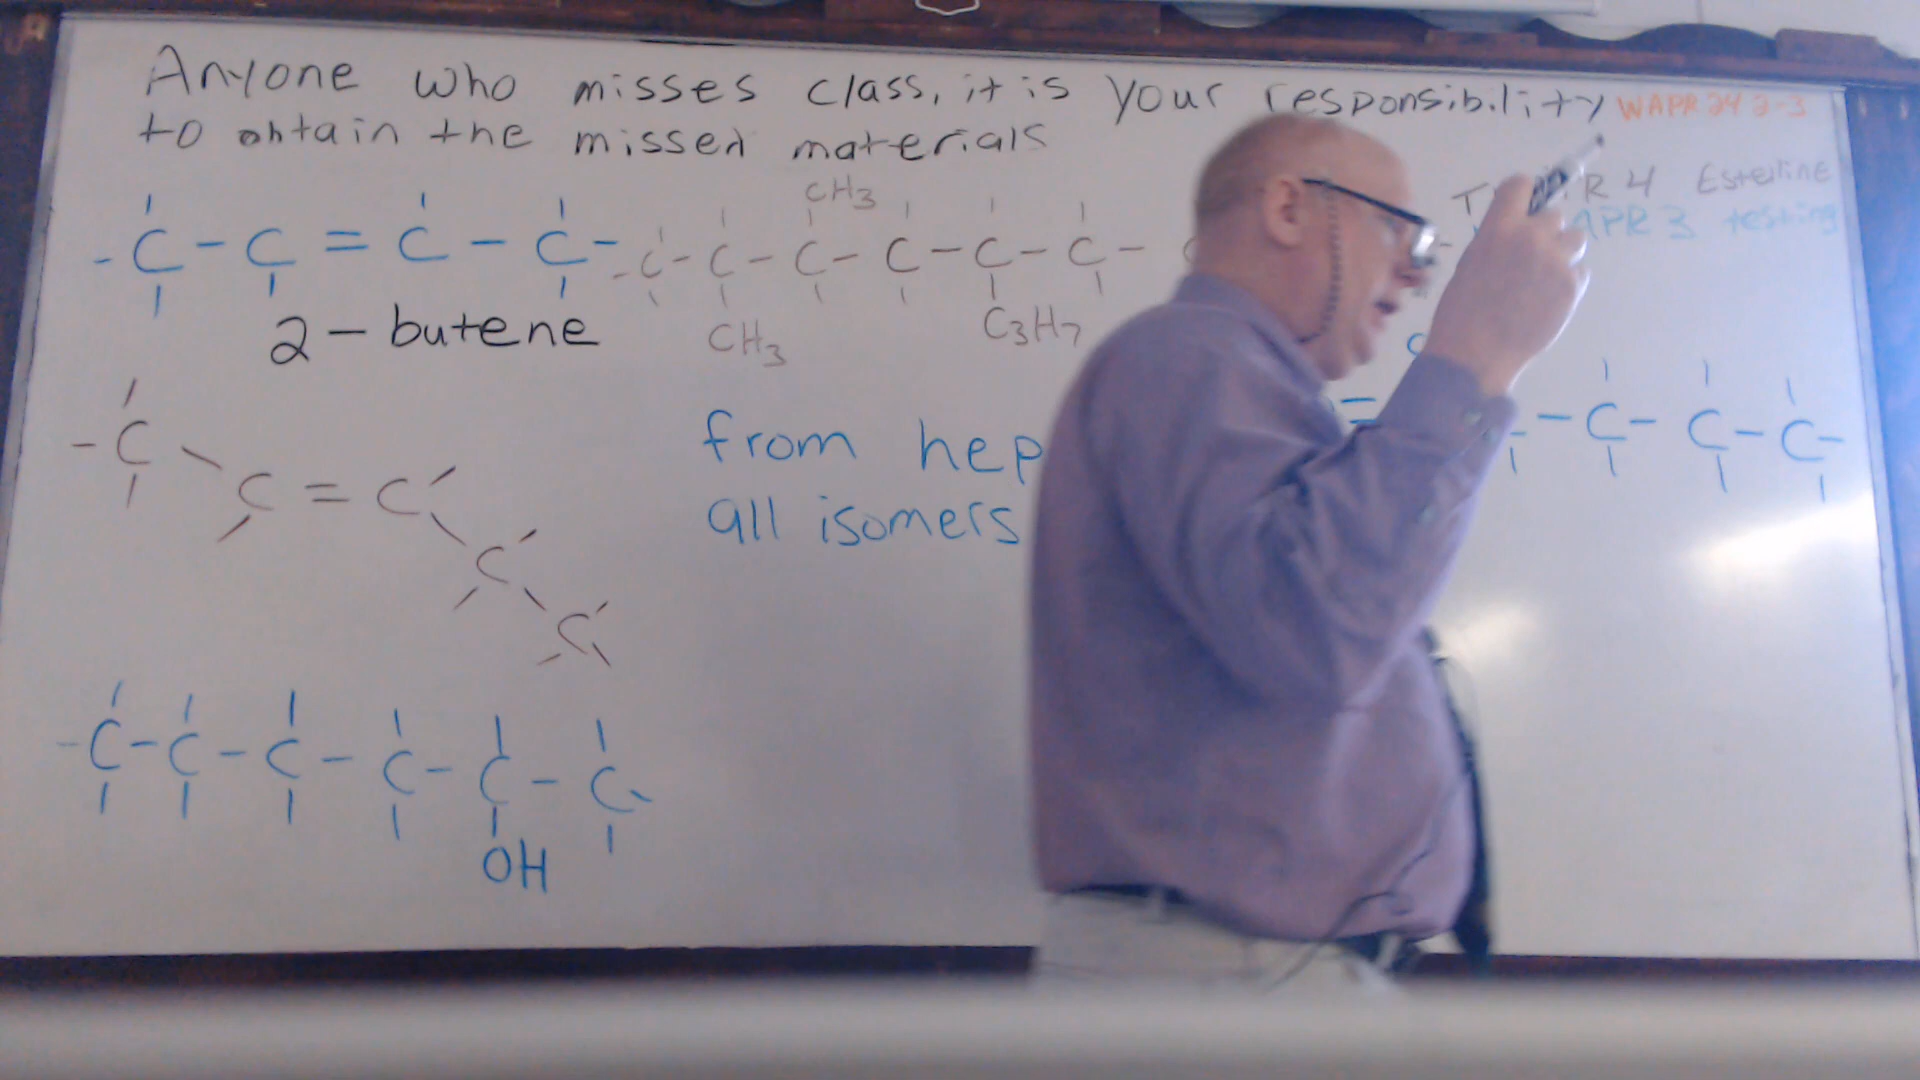 Anyone who misses class, it is your responsibility WAPR 24 2-3
to obtain the missed materials
R 4 Esterline
APR 3 testing
CH3
- C - C = C - C - - C - C - C - C - C - C -
2 - butene CH3 C3H7
- C C = C C C
from hep
all isomers
- C - C - C
- C - C - C - C - C - C -
OH